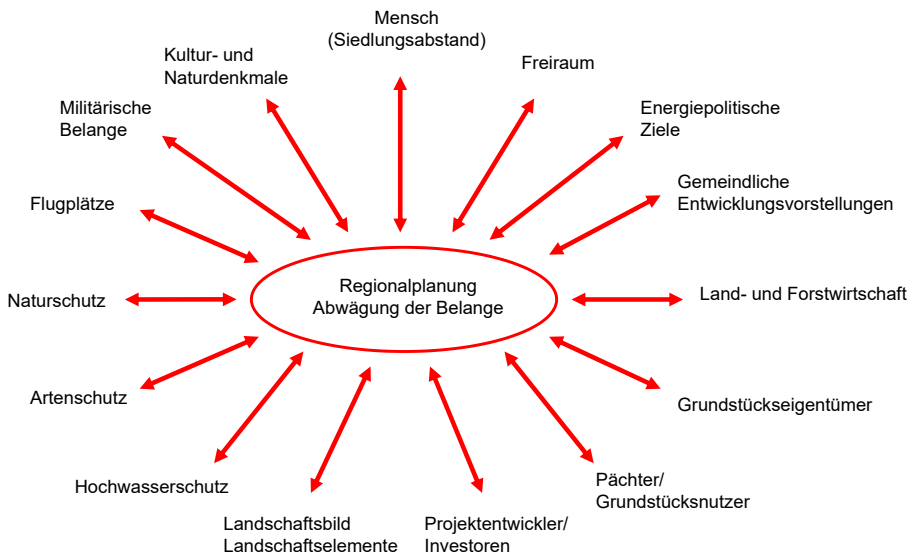 Mensch
(Siedlungsabstand)
Kultur- und
Naturdenkmale
Freiraum
Militärische
Belange
Energiepolitische
Ziele
Flugplätze
Gemeindliche
Entwicklungsvorstellungen
Regionalplanung
Abwägung der Belange
Naturschutz
Land- und Forstwirtschaft
Artenschutz
Grundstückseigentümer
Hochwasserschutz
Pächter/
Grundstücksnutzer
Landschaftsbild
Landschaftselemente
Projektentwickler/
Investoren